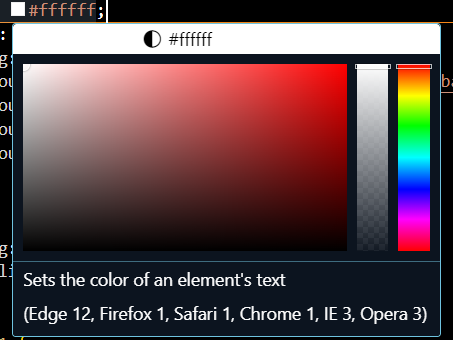 #ffffff;
#ffffff
Sets the color of an element's text
(Edge 12, Firefox 1, Safari 1, Chrome 1, IE 3, Opera 3)